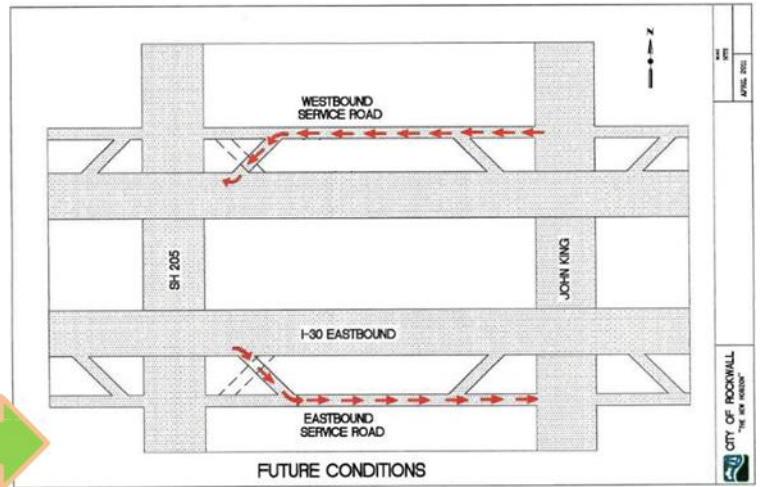 WESTBOUND
SERVICE ROAD
N
SH 205
JOHN KING
I-30 EASTBOUND
EASTBOUND
SERVICE ROAD
FUTURE CONDITIONS
APRIL 2011
CITY OF ROCKWALL
"THE NEW HORIZON"